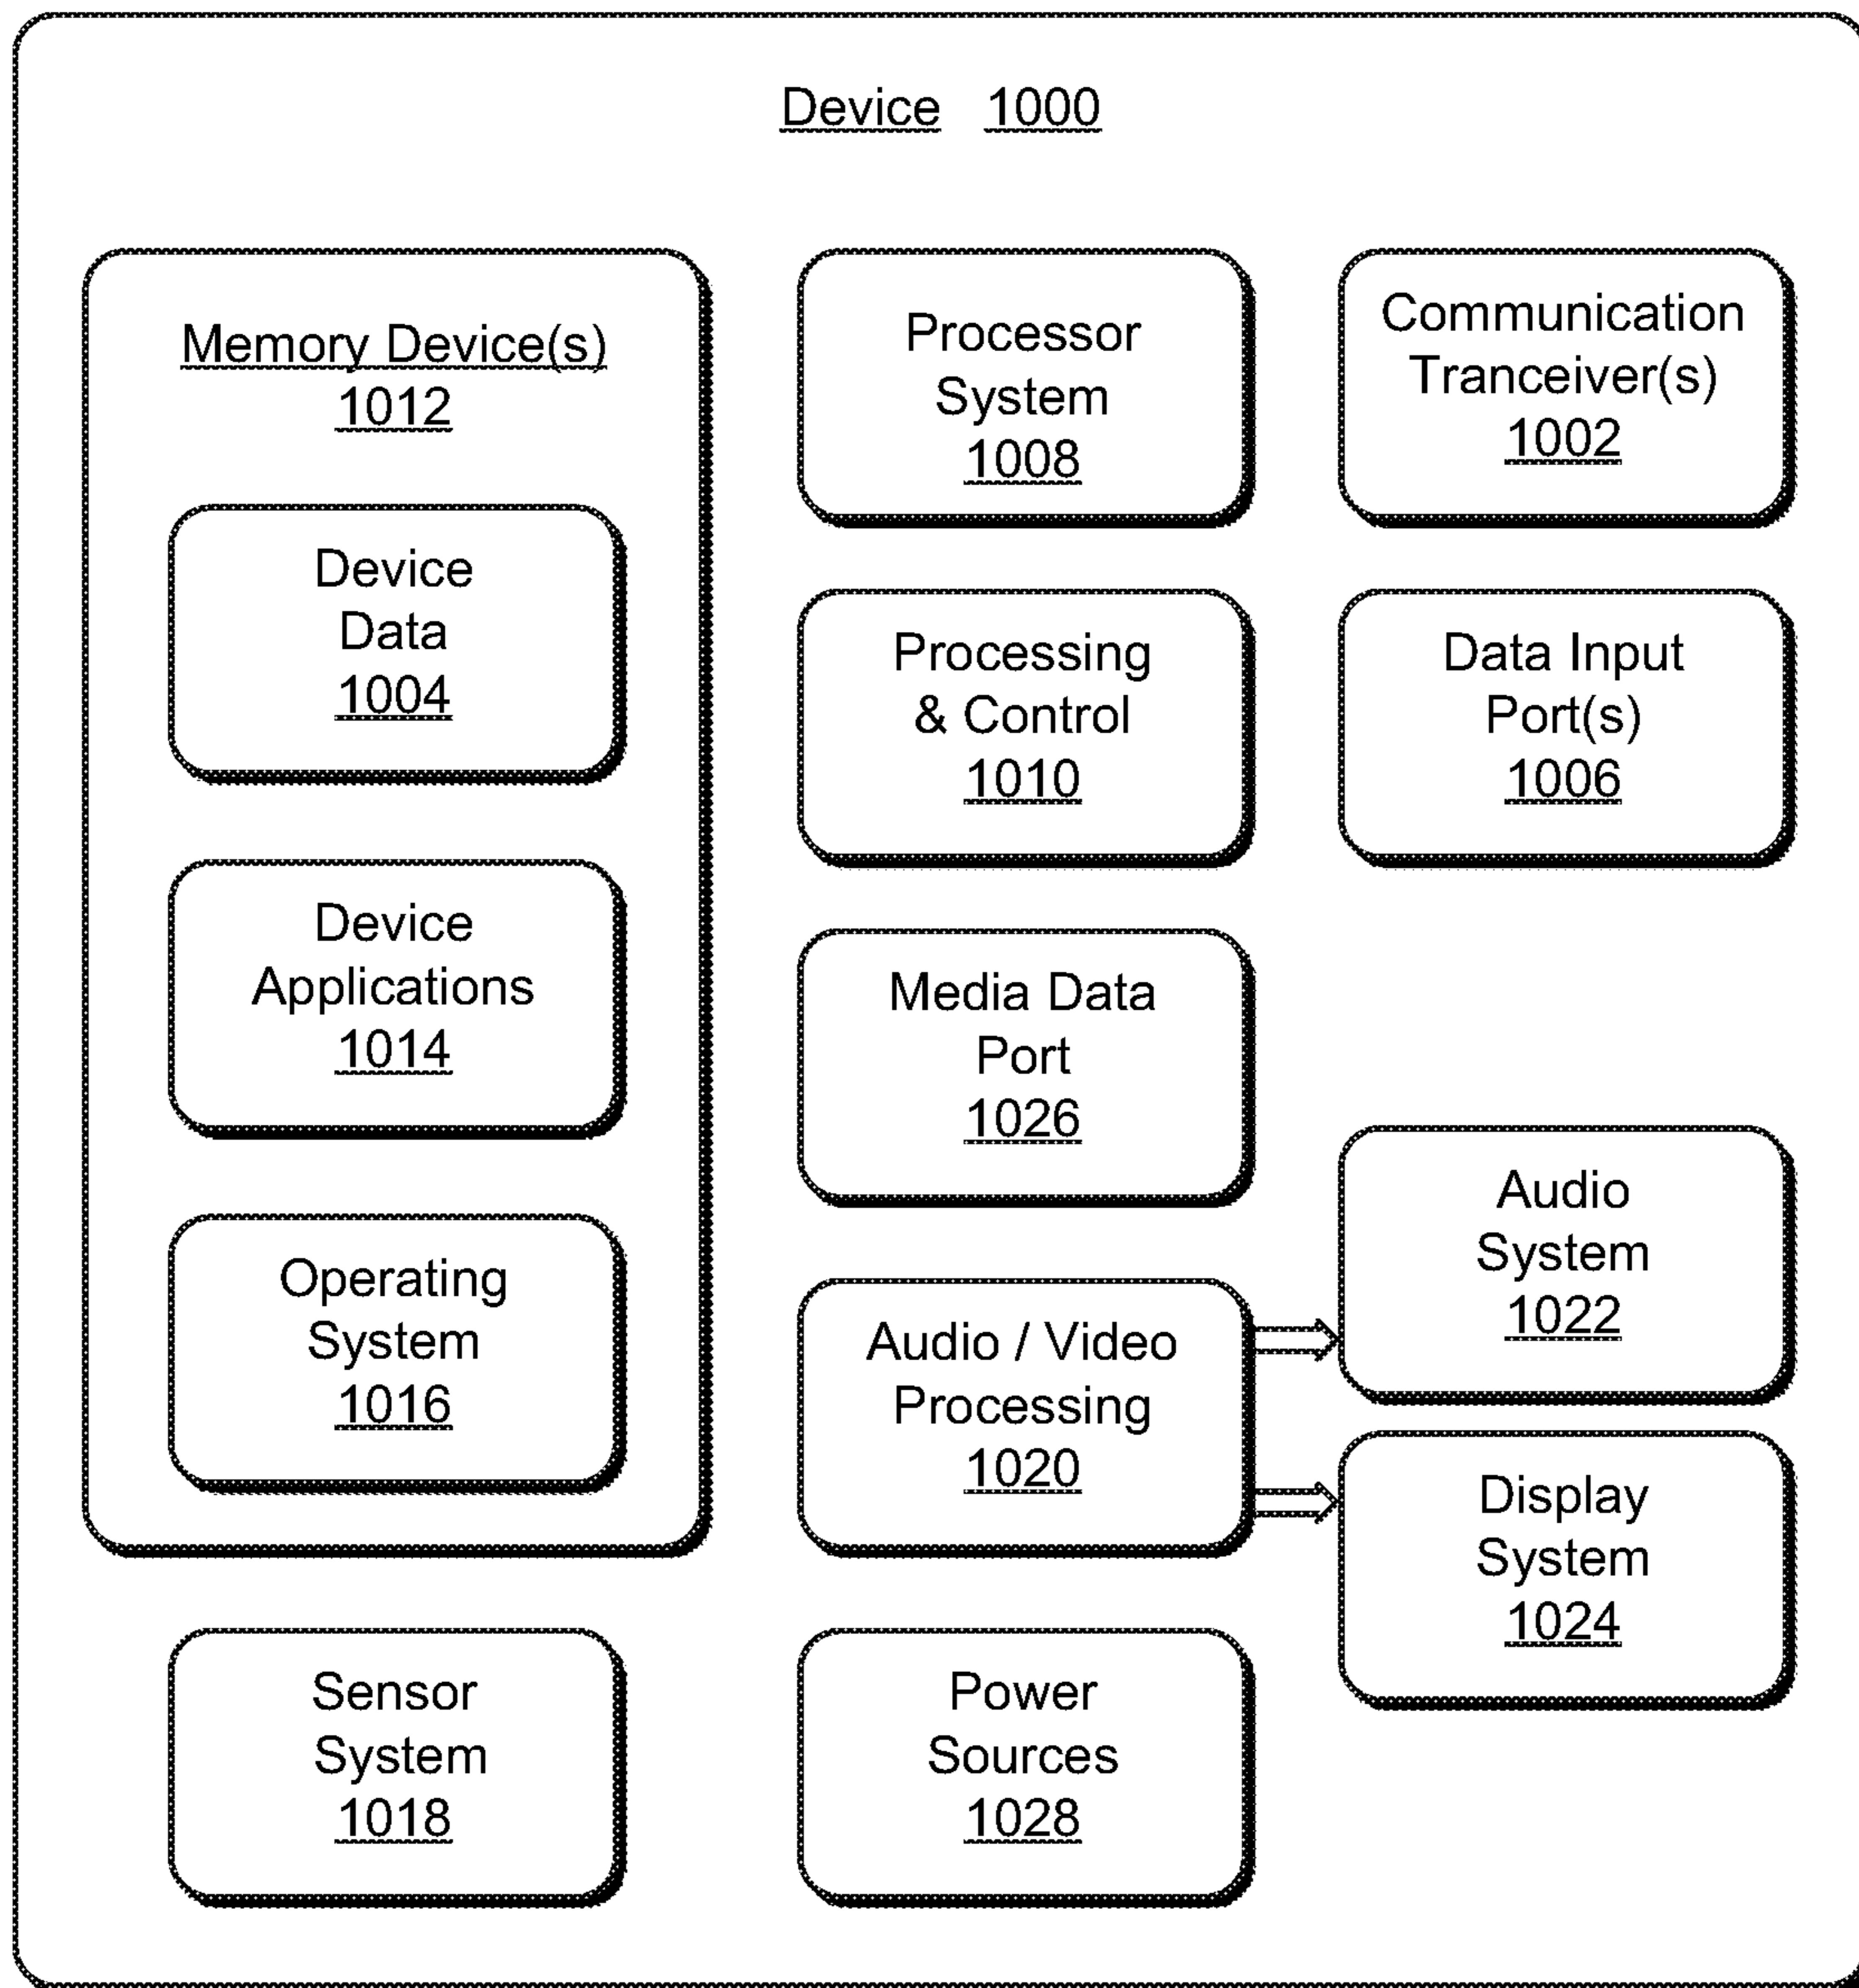 Device 1000
Memory Device(s)
1012
Device
Data
1004
Device
Applications
1014
Operating
System
1016
Sensor
System
1018
Processor
System
1008
Processing
& Control
1010
Media Data
Port
1026
Audio / Video
Processing
1020
Power
Sources
1028
Communication
Tranceiver(s)
1002
Data Input
Port(s)
1006
Audio
System
1022
Display
System
1024